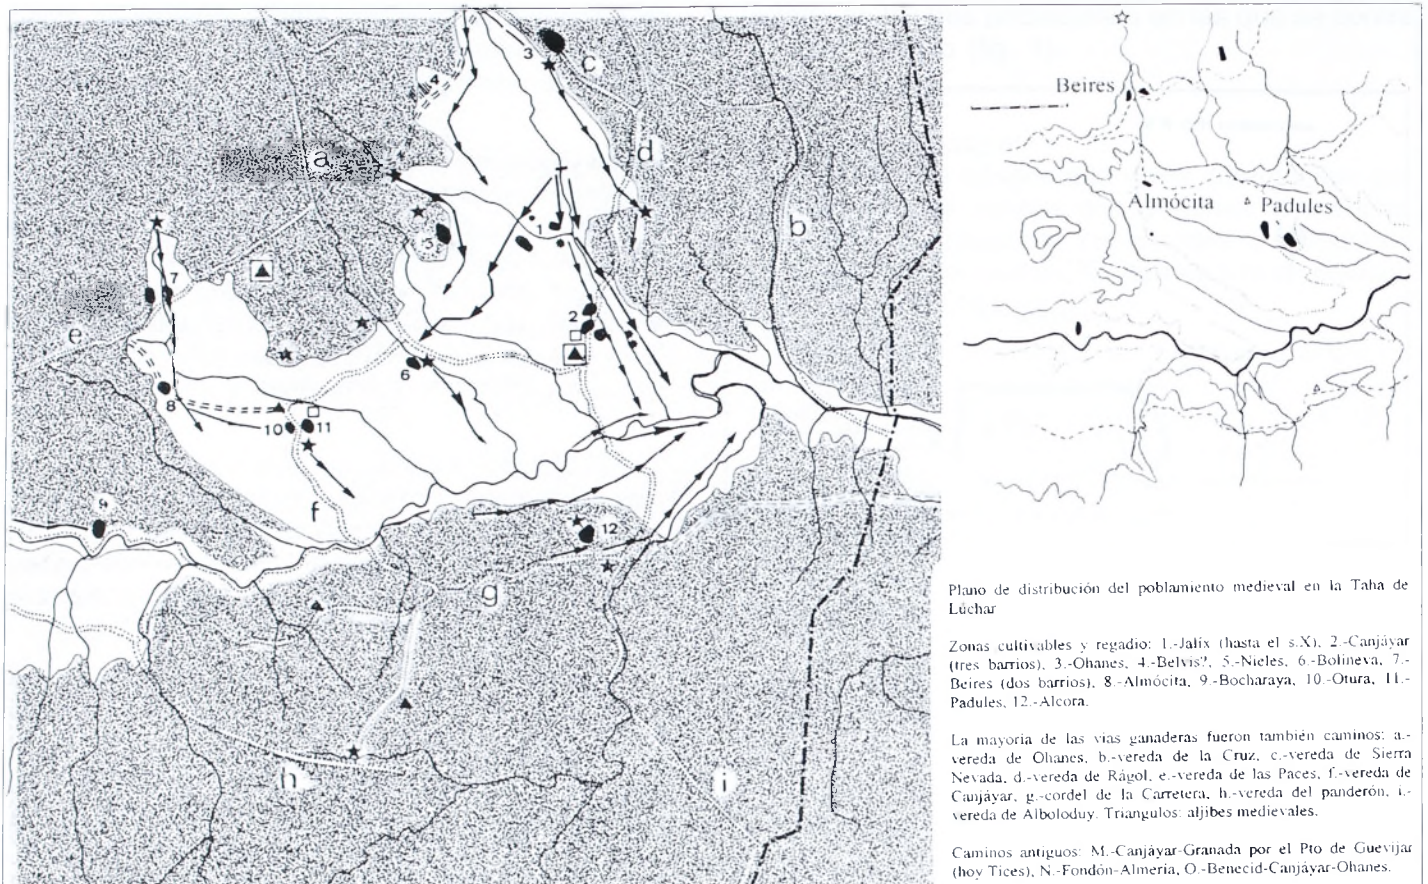 3
c
4
a
d
b
1
5
7
2
e
6
8
10
11
f
9
12
g
h
i
Beires
Almócita
Padules
Plano de distribución del poblamiento medieval en la Taha de
Lúchar
Zonas cultivables y regadio: 1.-Jalix (hasta el s.X), 2.-Canjáyar
(tres barrios), 3.-Ohanes, 4.-Belvis?, 5.-Nieles, 6.-Bolineva, 7.-
Beires (dos barrios), 8.-Almócita, 9.-Bocharaya, 10.-Otura, 11.-
Padules, 12.-Alcora.
La mayoria de las vias ganaderas fueron también caminos: a.-
vereda de Ohanes, b.-vereda de la Cruz, c.-vereda de Sierra
Nevada, d.-vereda de Rágol, e.-vereda de las Paces, f.-vereda de
Canjáyar, g.-cordel de la Carretera, h.-vereda del panderón, i.-
vereda de Alboloduy. Triangulos: aljibes medievales.
Caminos antiguos: M.-Canjáyar-Granada por el Pto de Guevijar
(hoy Tices), N.-Fondón-Almeria, O.-Benecid-Canjáyar-Ohanes.